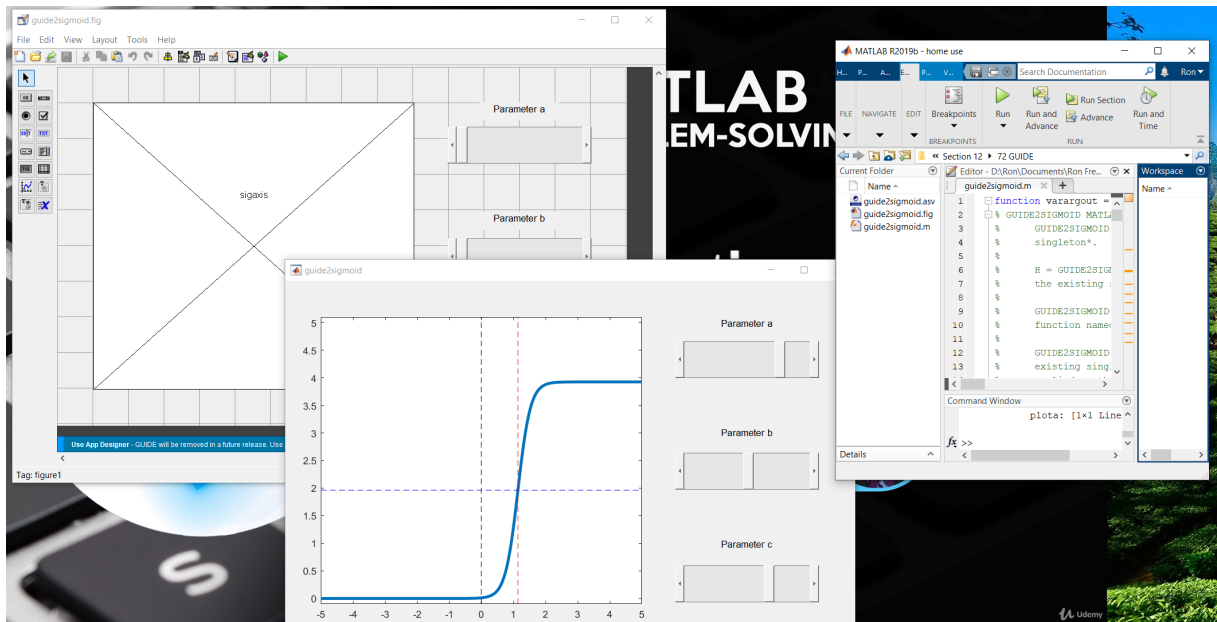 guide2sigmoid.fig
File Edit View Layout Tools Help
Parameter a
sigaxis
Parameter b
Use App Designer - GUIDE will be removed in a future release. Use
Tag: figure1
TLAB
EM-SOLVIN
guide2sigmoid
5
4.5
4
3.5
3
2.5
2
1.5
1
0.5
0
-5 -4 -3 -2 -1 0 1 2 3 4 5
Parameter a
Parameter b
Parameter c
MATLAB R2019b - home use
H... P... A... E... P... V... Search Documentation Ron
FILE NAVIGATE EDIT Breakpoints Run Run and Advance Run Section Advance Run and Time
BREAKPOINTS RUN
« Section 12 72 GUIDE
Current Folder
Name
guide2sigmoid.asv
guide2sigmoid.fig
guide2sigmoid.m
Details
Editor - D:\Ron\Documents\Ron Fre...
guide2sigmoid.m
1 function varargout =
2 % GUIDE2SIGMOID
3 % GUIDE2SIGMOID
4 % singleton*.
5 %
6 % H =
7 % the existing
8 %
9 % GUIDE2SIGMOID
10 % function
11 %
12 % GUIDE2SIGMOID
13 % existing
Command Window
plota: [1×1 Line
fx >>
Workspace
Name
S
Udemy